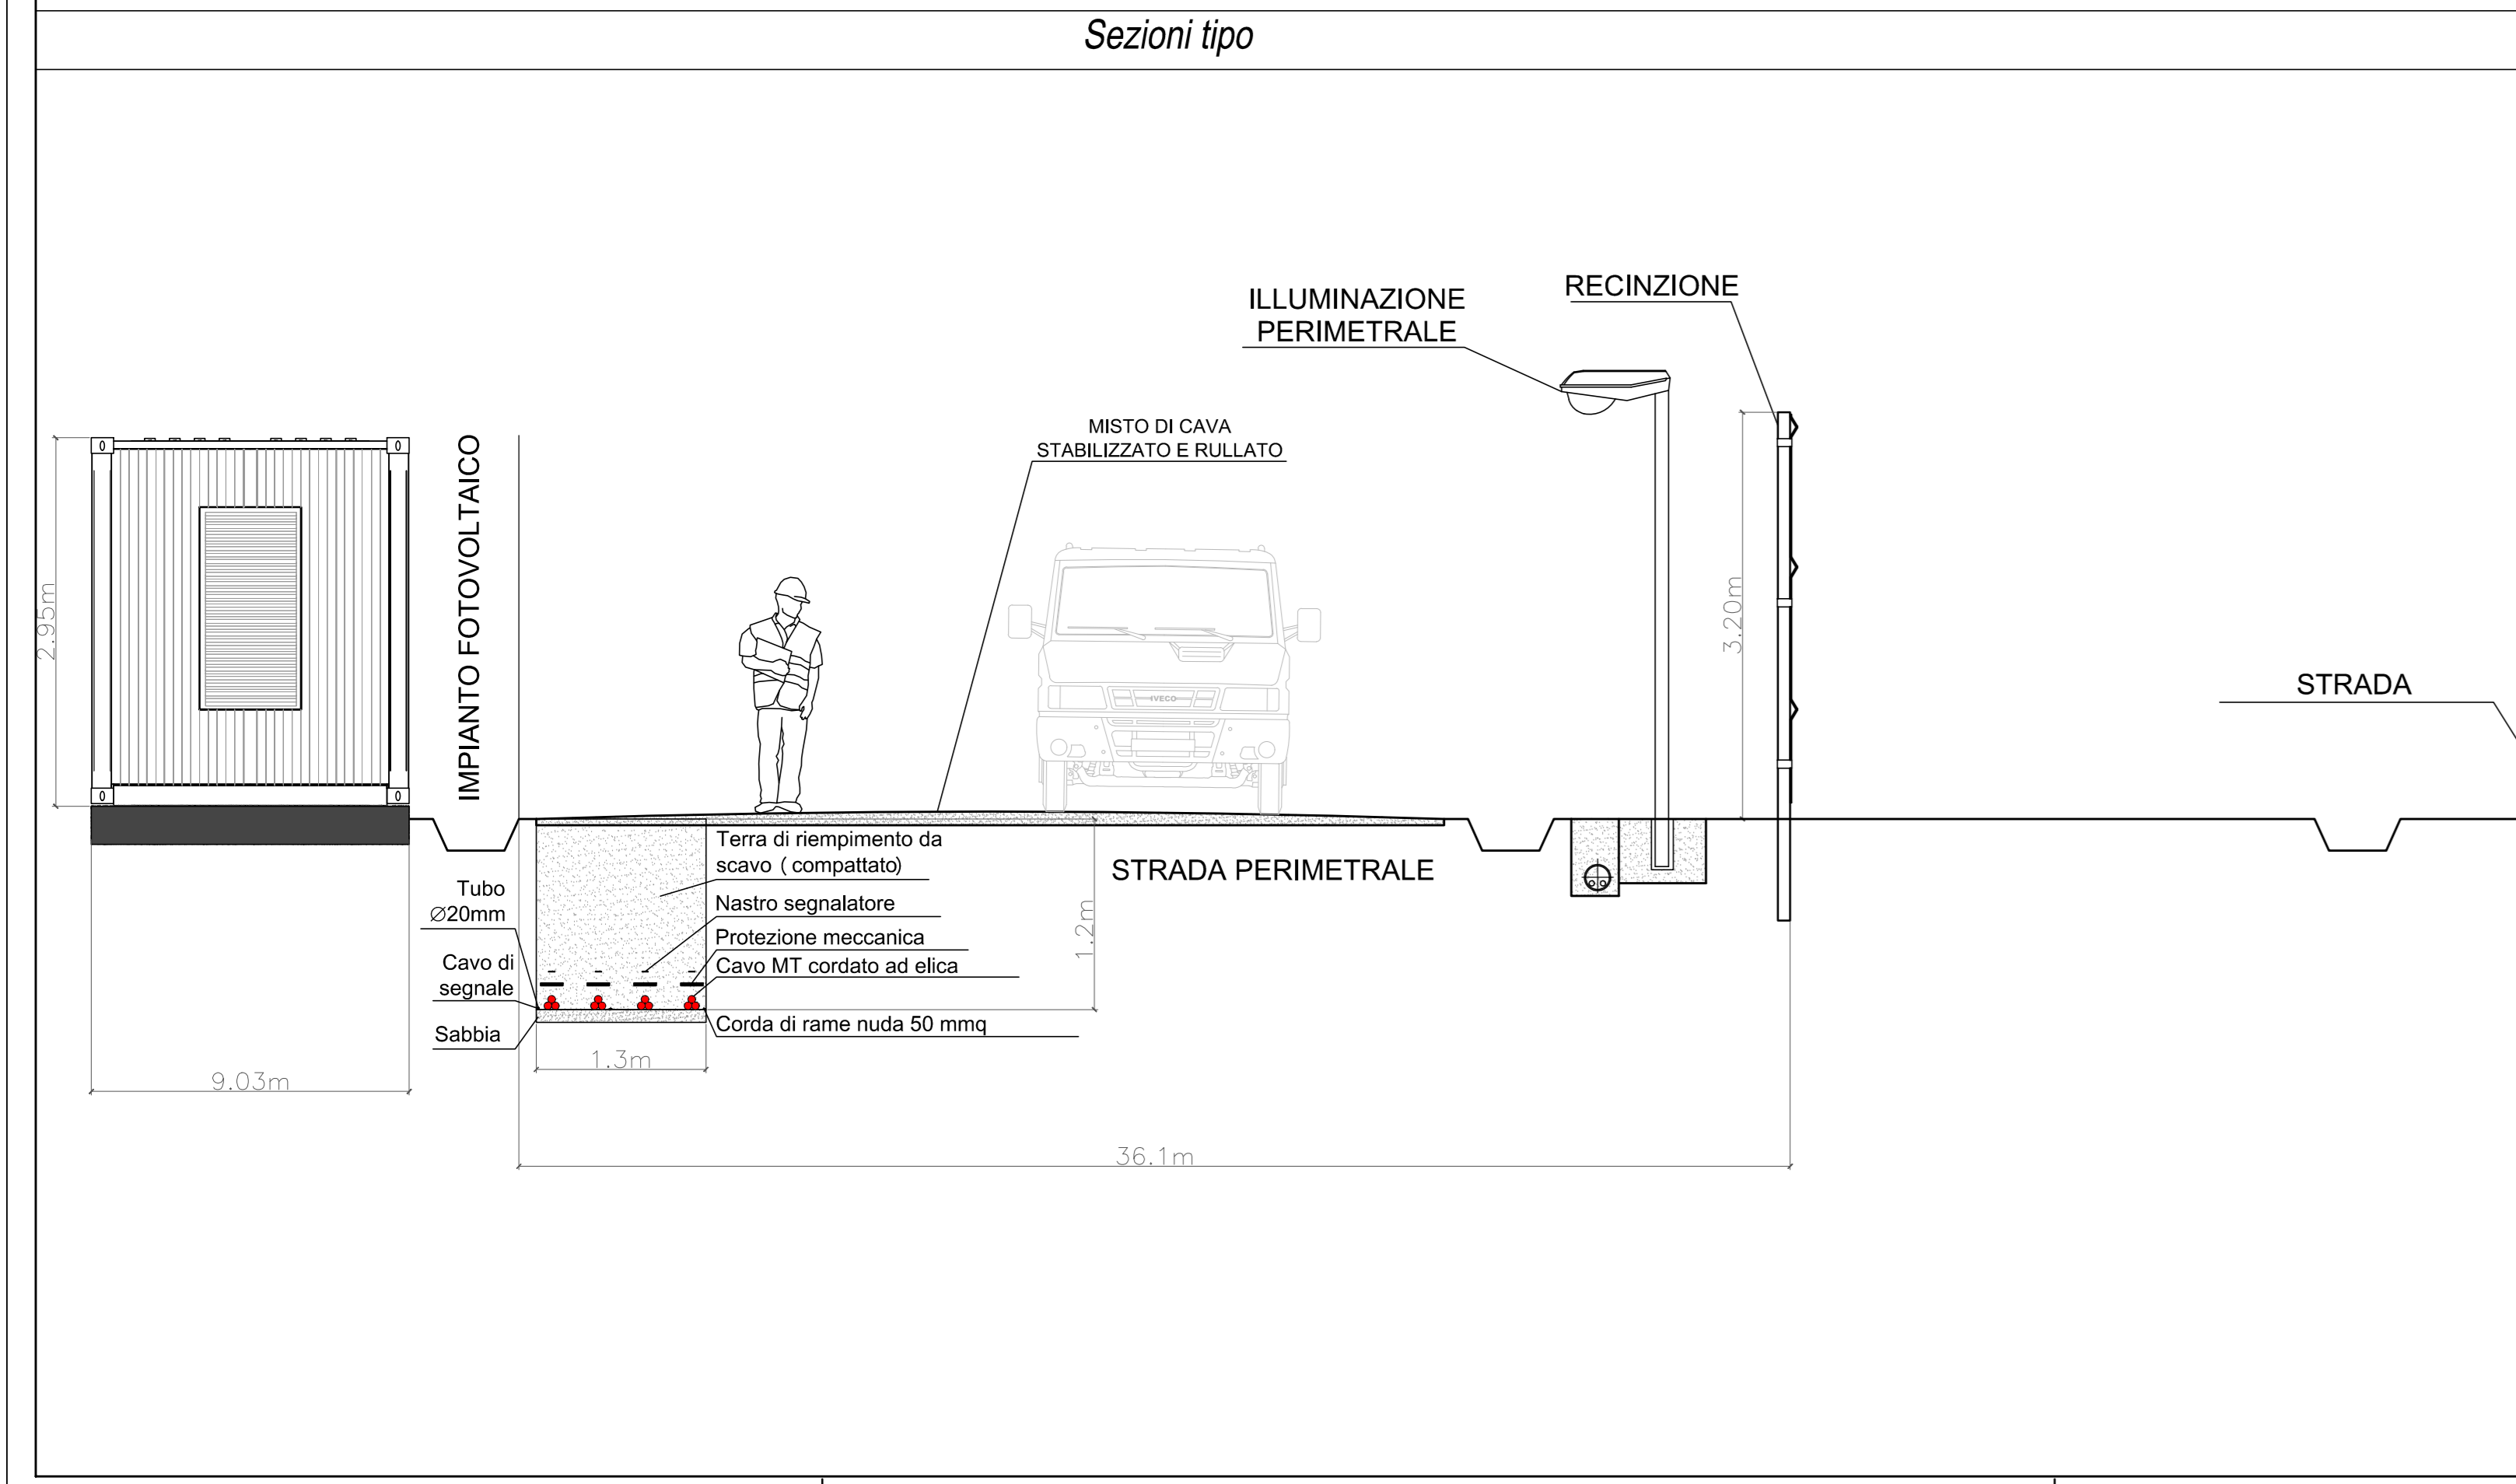 Sezioni tipo
ILLUMINAZIONE
PERIMETRALE
RECINZIONE
MISTO DI CAVA
STABILIZZATO E RULLATO
IMPIANTO FOTOVOLTAICO
2.95m
3.20m
IVECO
STRADA
Terra di riempimento da
scavo ( compattato)
STRADA PERIMETRALE
Tubo
Ø20mm
Nastro segnalatore
Protezione meccanica
1.2m
Cavo di
segnale
Cavo MT cordato ad elica
Sabbia
Corda di rame nuda 50 mmq
1.3m
9.03m
36.1m